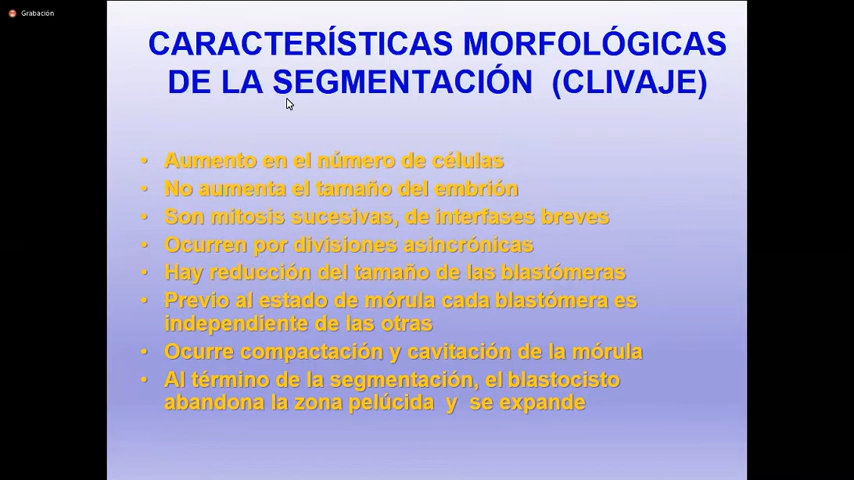 Grabación
CARACTERÍSTICAS MORFOLÓGICAS
DE LA SEGMENTACIÓN (CLIVAJE)
• Aumento en el número de células
• No aumenta el tamaño del embrión
• Son mitosis sucesivas, de interfases breves
• Ocurren por divisiones asincrónicas
• Hay reducción del tamaño de las blastómeras
• Previo al estado de mórula cada blastómera es
independiente de las otras
• Ocurre compactación y cavitación de la mórula
• Al término de la segmentación, el blastocisto
abandona la zona pelúcida y se expande